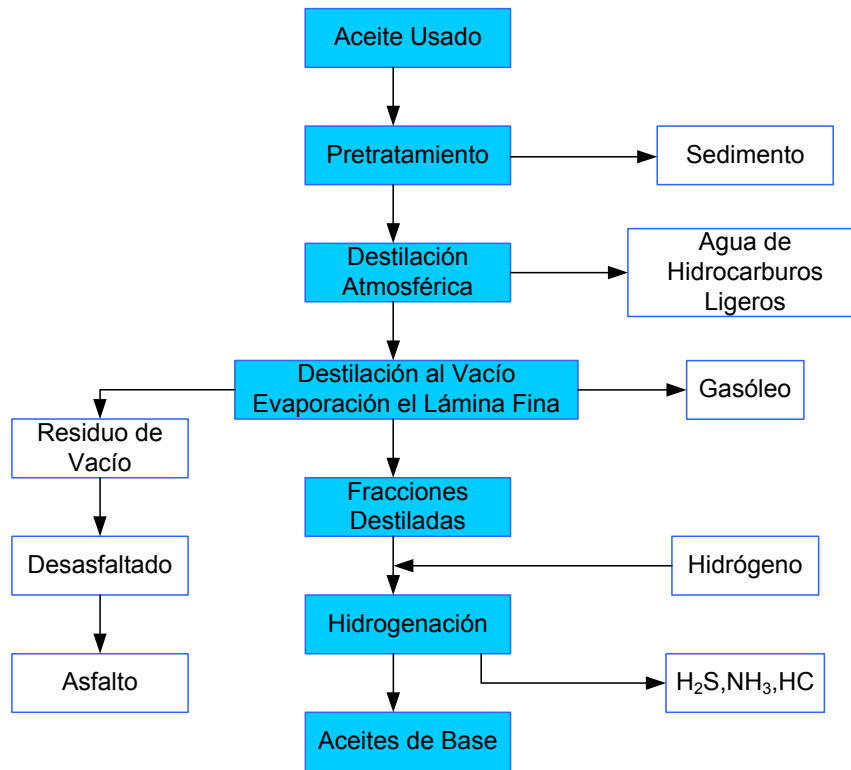 Aceite Usado
Pretratamiento
Sedimento
Destilación
Atmosférica
Agua de
Hidrocarburos
Ligeros
Destilación al Vacío
Evaporación el Lámina Fina
Gasóleo
Residuo de
Vacío
Fracciones
Destiladas
Desasfaltado
Hidrógeno
Hidrogenación
Asfalto
H₂S,NH₃,HC
Aceites de Base